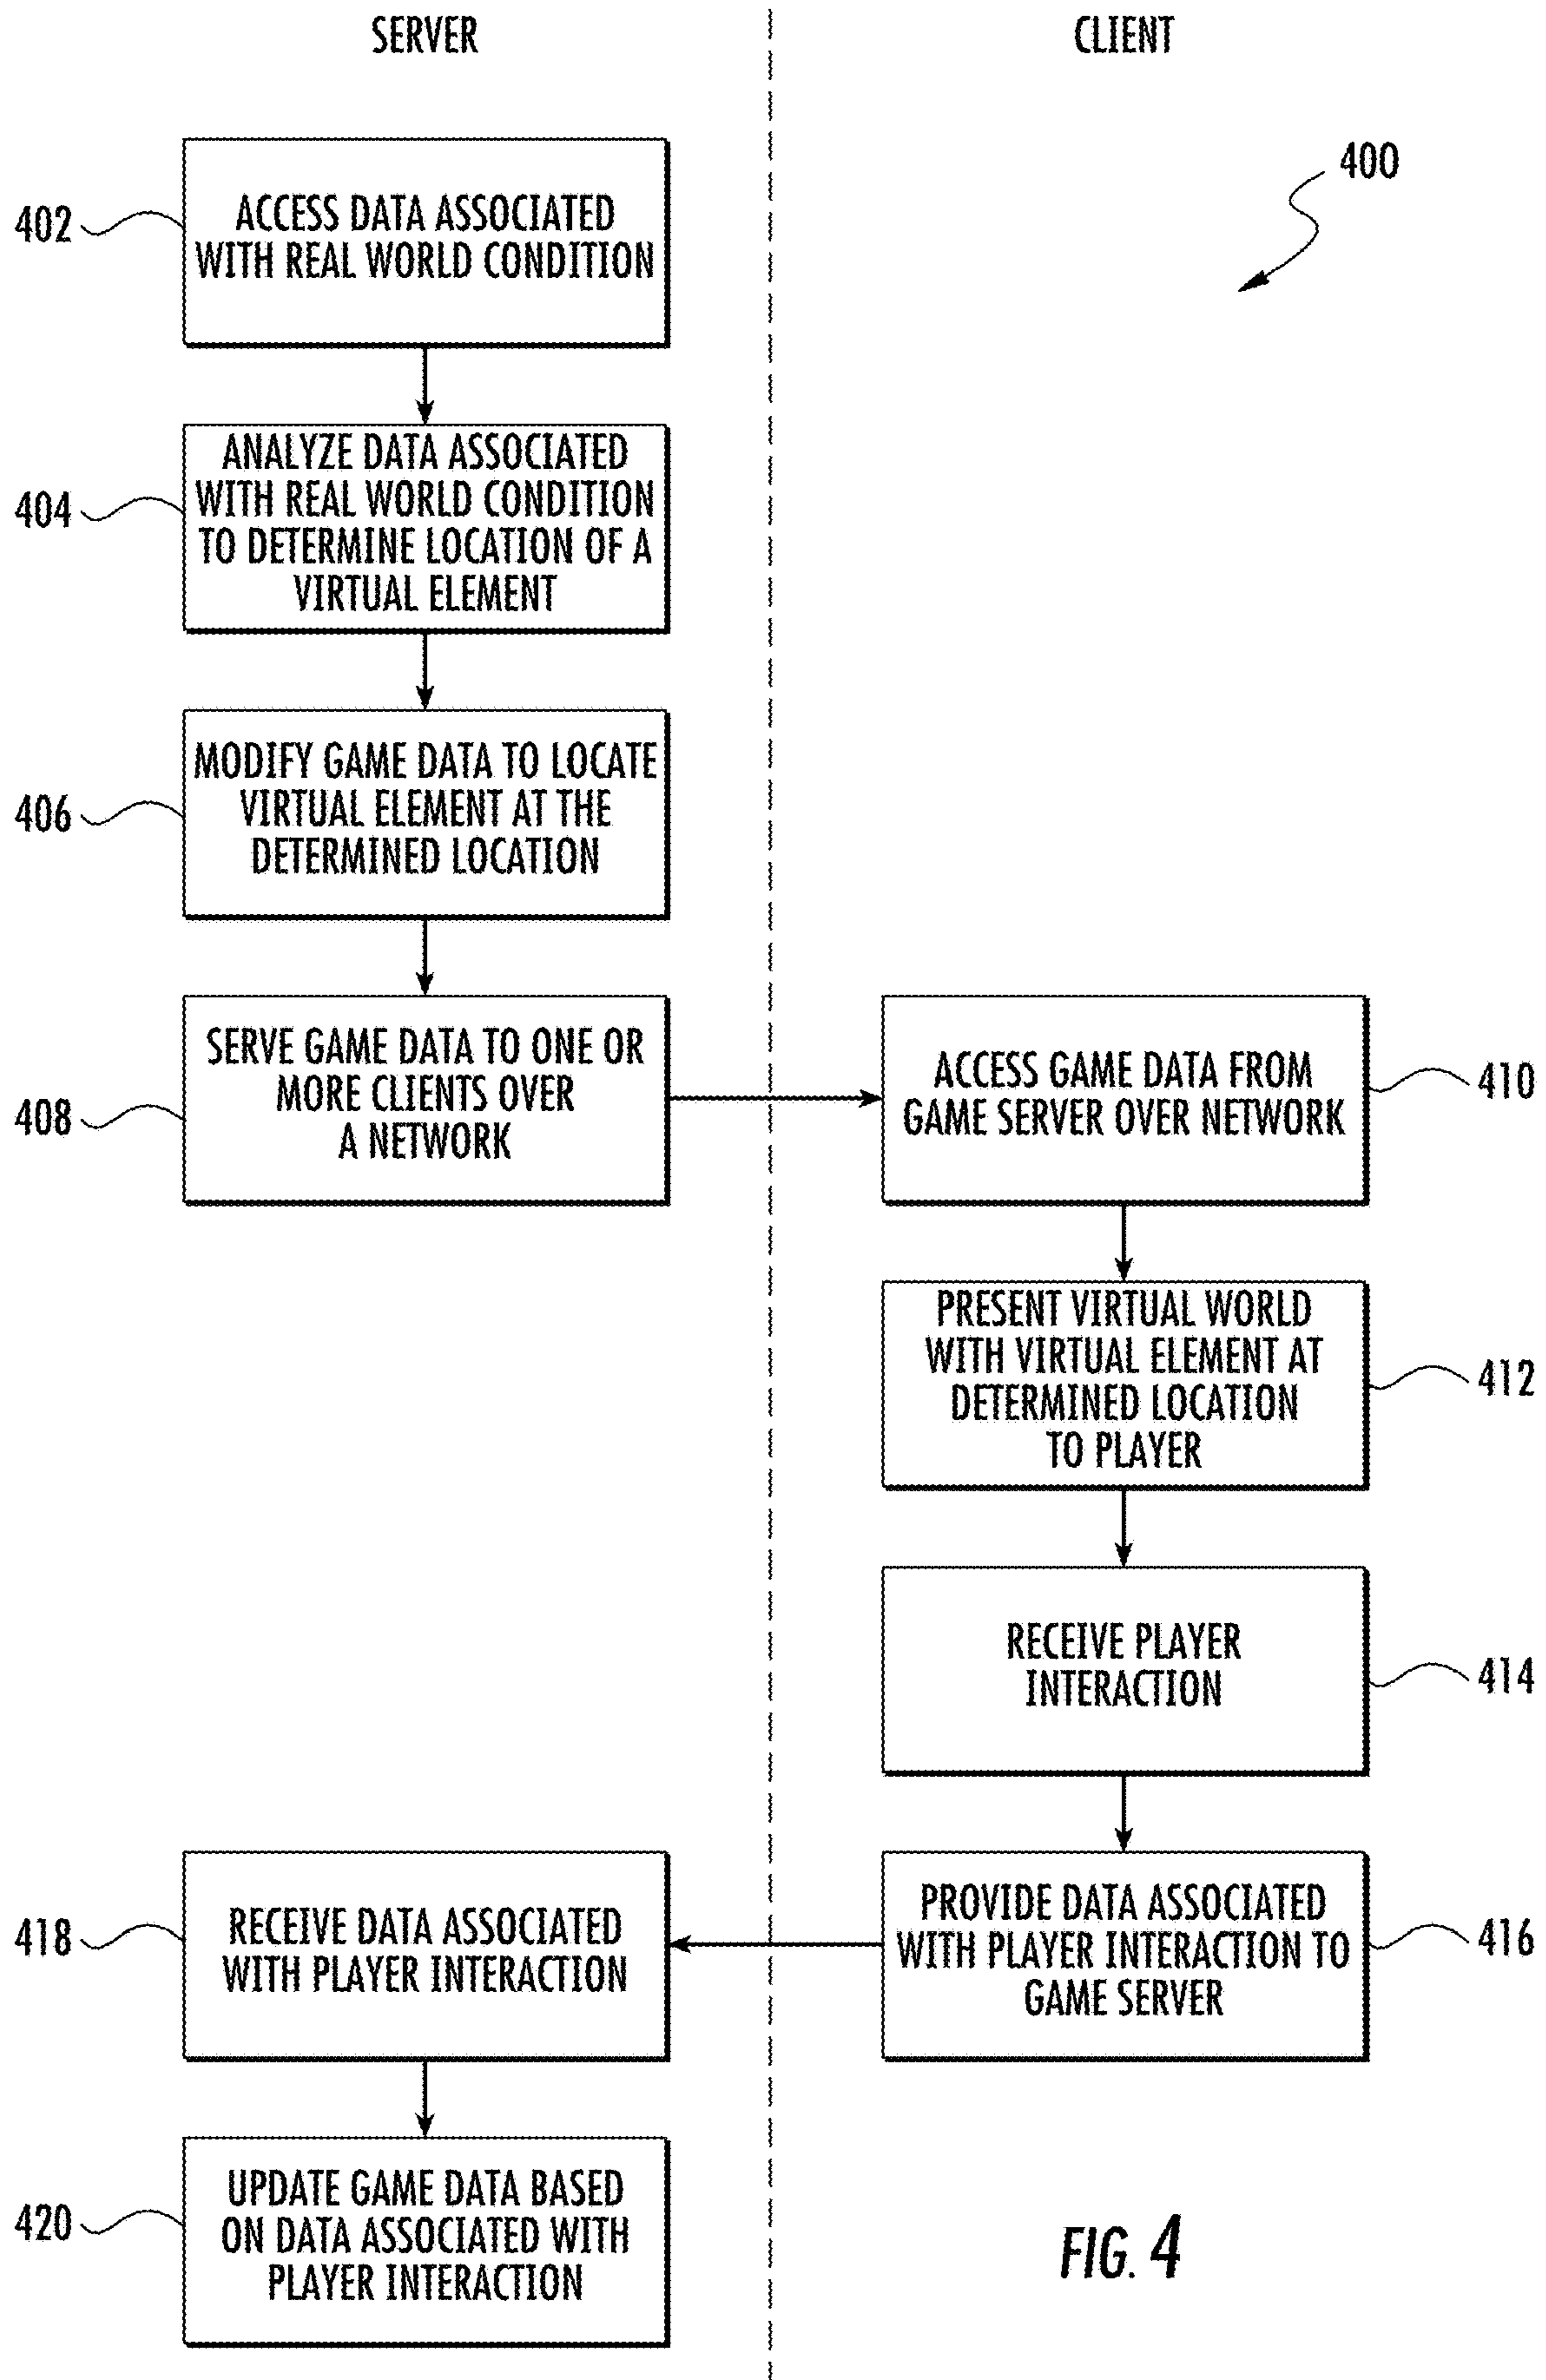 SERVER
CLIENT
400
402
ACCESS DATA ASSOCIATED
WITH REAL WORLD CONDITION
404
ANALYZE DATA ASSOCIATED
WITH REAL WORLD CONDITION
TO DETERMINE LOCATION OF A
VIRTUAL ELEMENT
406
MODIFY GAME DATA TO LOCATE
VIRTUAL ELEMENT AT THE
DETERMINED LOCATION
408
SERVE GAME DATA TO ONE OR
MORE CLIENTS OVER
A NETWORK
ACCESS GAME DATA FROM
GAME SERVER OVER NETWORK
410
PRESENT VIRTUAL WORLD
WITH VIRTUAL ELEMENT AT
DETERMINED LOCATION
TO PLAYER
412
RECEIVE PLAYER
INTERACTION
414
PROVIDE DATA ASSOCIATED
WITH PLAYER INTERACTION TO
GAME SERVER
416
418
RECEIVE DATA ASSOCIATED
WITH PLAYER INTERACTION
420
UPDATE GAME DATA BASED
ON DATA ASSOCIATED WITH
PLAYER INTERACTION
FIG. 4